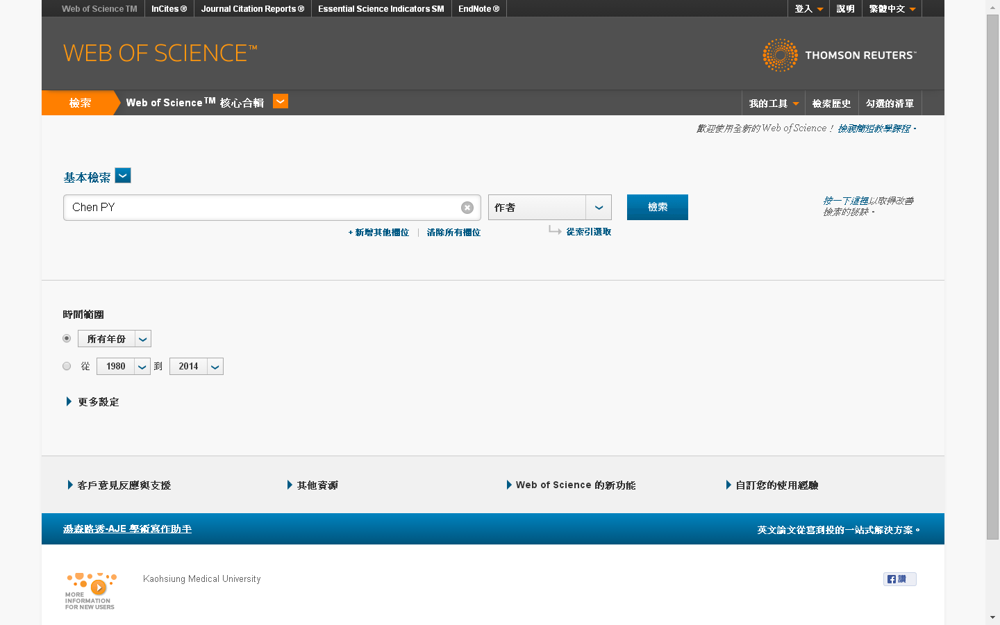 Web of Science TM InCites ® Journal Citation Reports ® Essential Science Indicators SM EndNote ® 登入 說明 繁體中文
WEB OF SCIENCE™
THOMSON REUTERS™
檢索 Web of Science™ 核心合輯 我的工具 檢索歷史 勾選的清單
歡迎使用全新的 Web of Science！ 檢視簡短教學課程。
基本檢索
Chen PY 作者 檢索
按一下這裡以取得改善
檢索的秘訣。
+ 新增其他欄位 | 清除所有欄位 從索引選取
時間範圍
所有年份
從 1980 到 2014
更多設定
客戶意見反應與支援 其他資源 Web of Science 的新功能 自訂您的使用經驗
湯森路透-AJE 學術寫作助手 英文論文從寫到投的一站式解決方案。
MORE
INFORMATION
FOR NEW USERS
Kaohsiung Medical University
讚